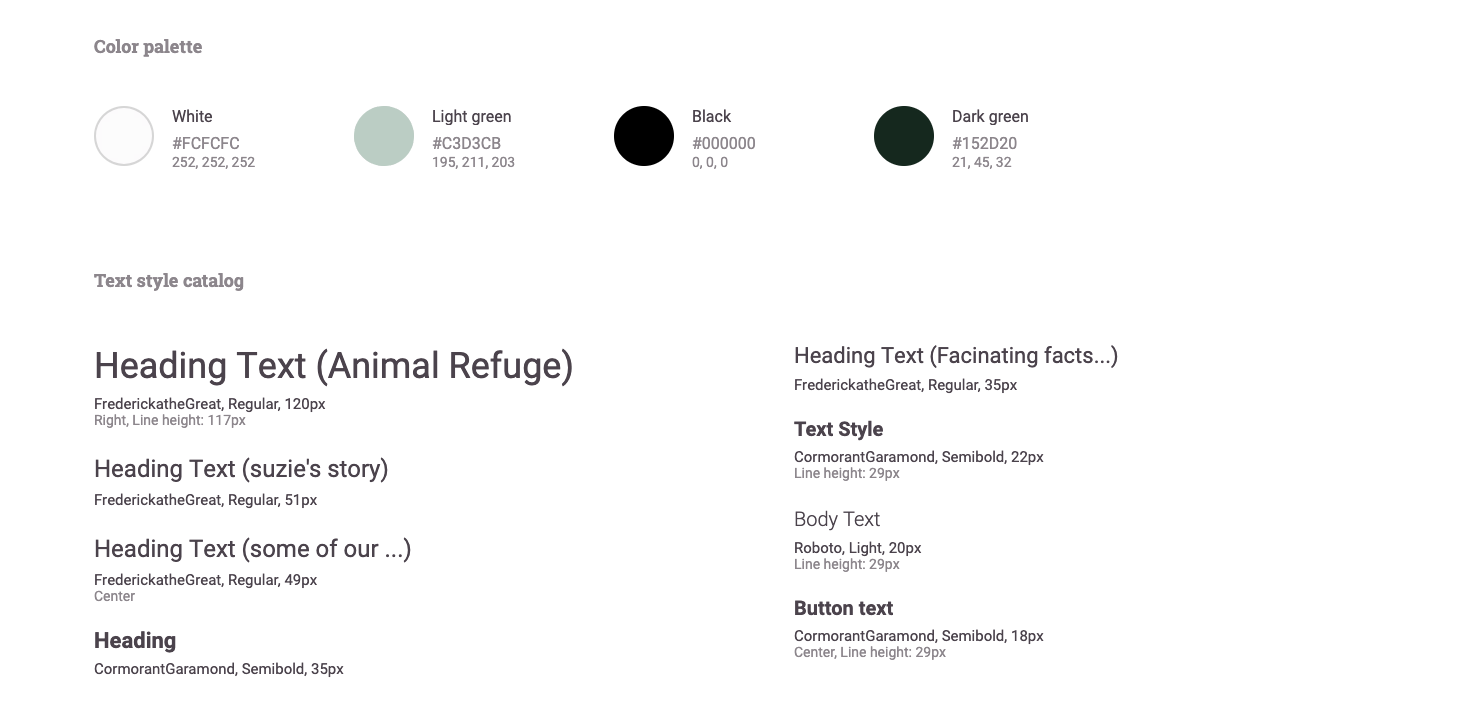 Color palette
White
#FCFCFC
252, 252, 252
Light green
#C3D3CB
195, 211, 203
Black
#000000
0, 0, 0
Dark green
#152D20
21, 45, 32
Text style catalog
Heading Text (Animal Refuge)
FrederickatheGreat, Regular, 120px
Right, Line height: 117px
Heading Text (suzie's story)
FrederickatheGreat, Regular, 51px
Heading Text (some of our ...)
FrederickatheGreat, Regular, 49px
Center
Heading
CormorantGaramond, Semibold, 35px
Heading Text (Facinating facts...)
FrederickatheGreat, Regular, 35px
Text Style
CormorantGaramond, Semibold, 22px
Line height: 29px
Body Text
Roboto, Light, 20px
Line height: 29px
Button text
CormorantGaramond, Semibold, 18px
Center, Line height: 29px